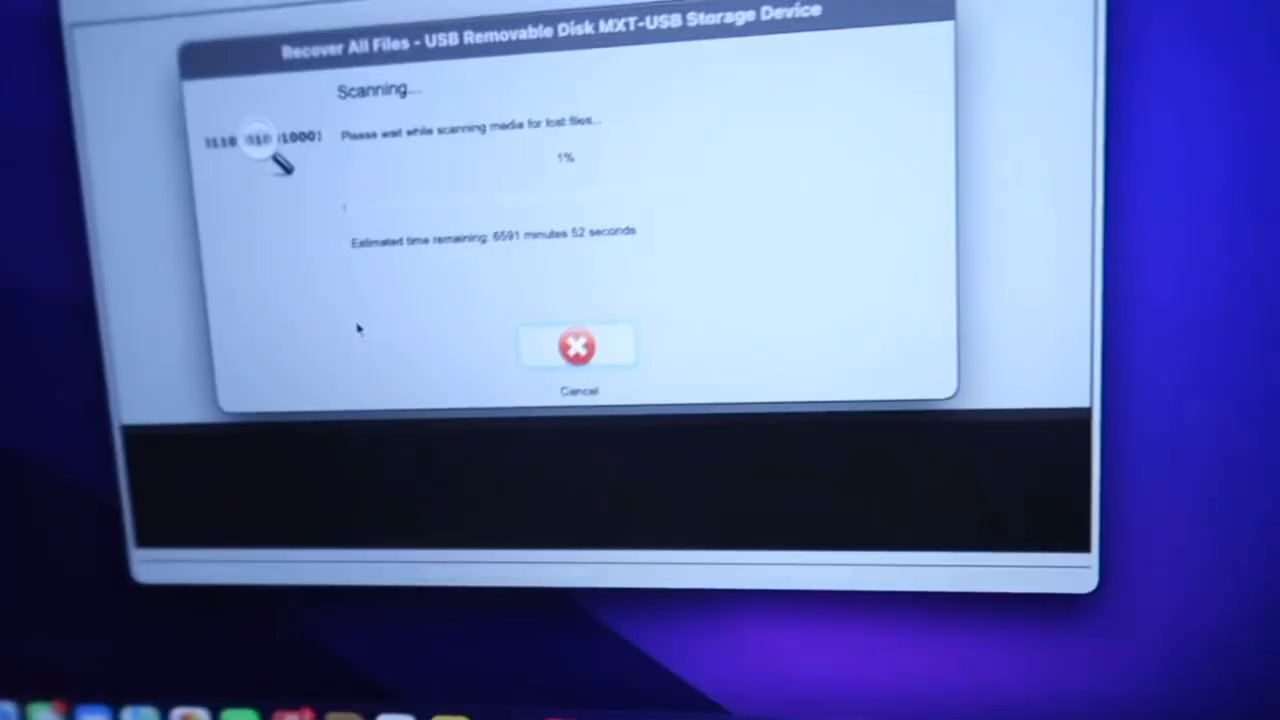 Recover All Files - USB Removable Disk MXT-USB Storage Device
Scanning...
Please wait while scanning media for lost files...
1%
Estimated time remaining: 6591 minutes 52 seconds
Cancel